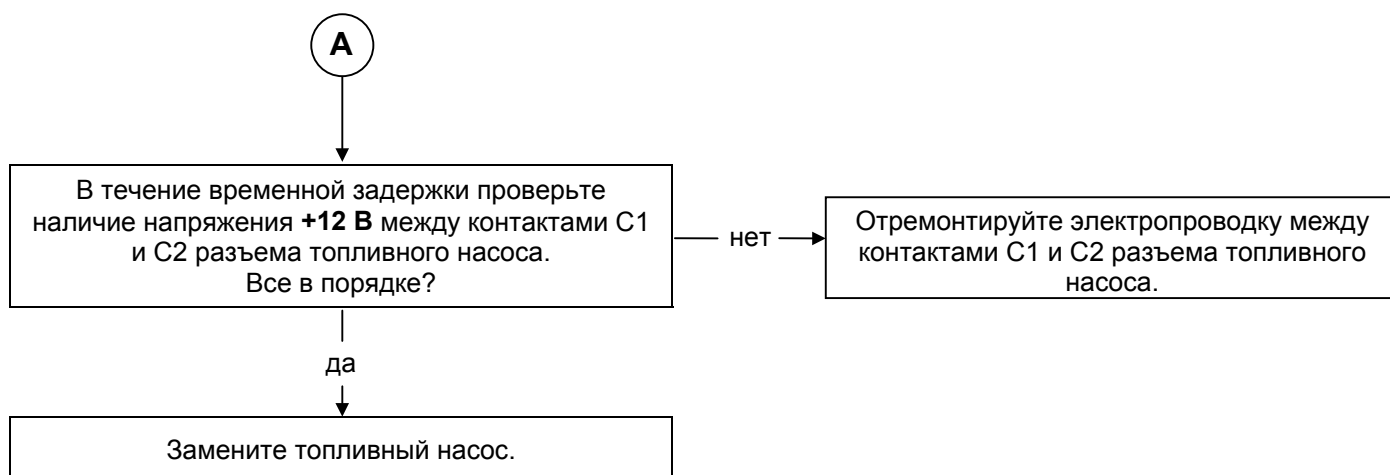 А
В течение временной задержки проверьте
наличие напряжения +12 В между контактами С1
и С2 разъема топливного насоса.
Все в порядке?
нет
Отремонтируйте электропроводку между
контактами С1 и С2 разъема топливного
насоса.
да
Замените топливный насос.